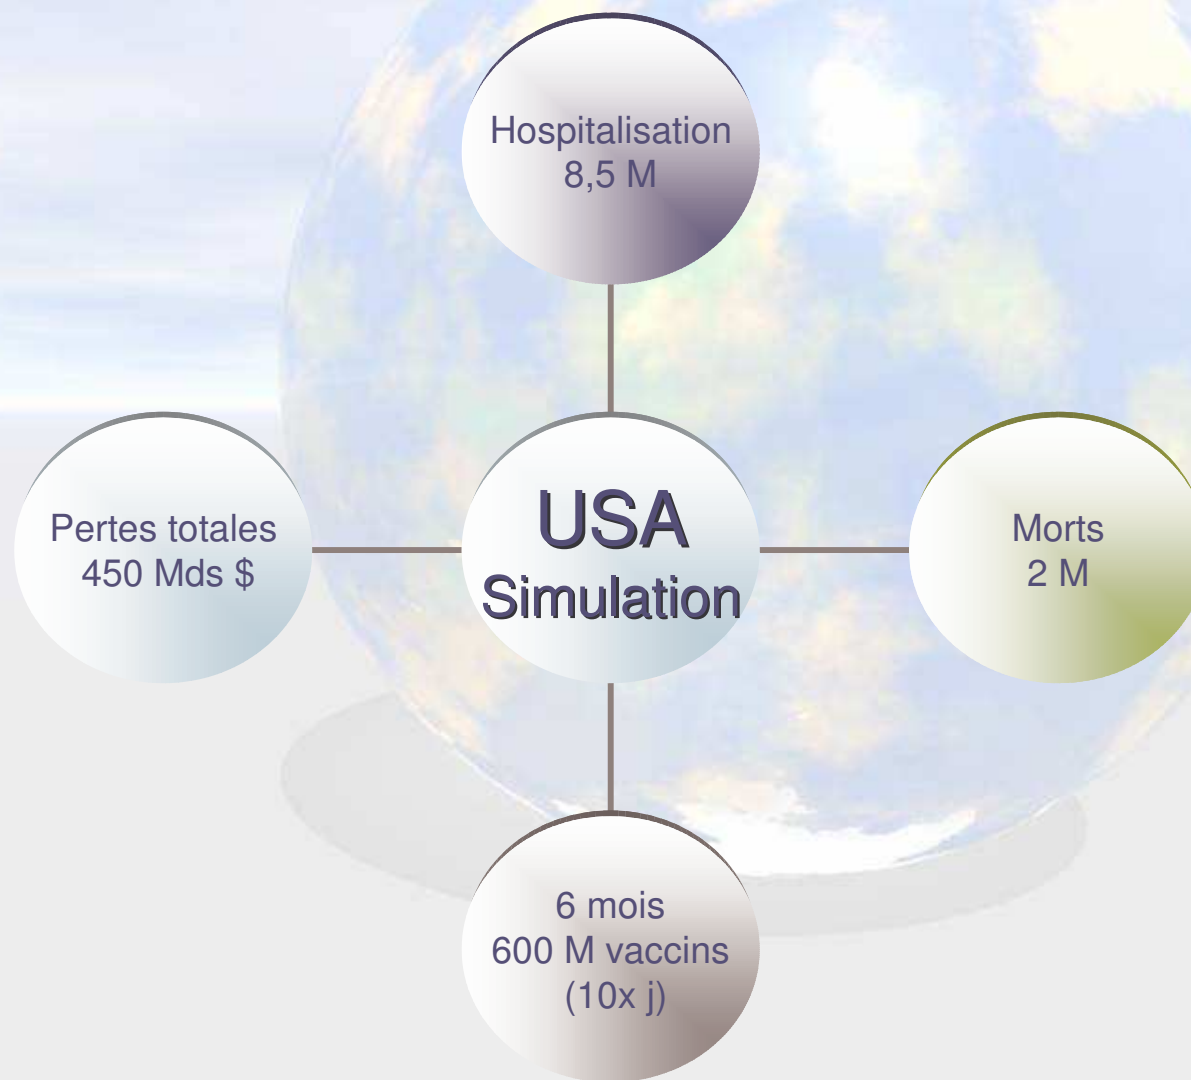 Hospitalisation
8,5 M
Pertes totales
450 Mds $
USA
Simulation
Morts
2 M
6 mois
600 M vaccins
(10x j)